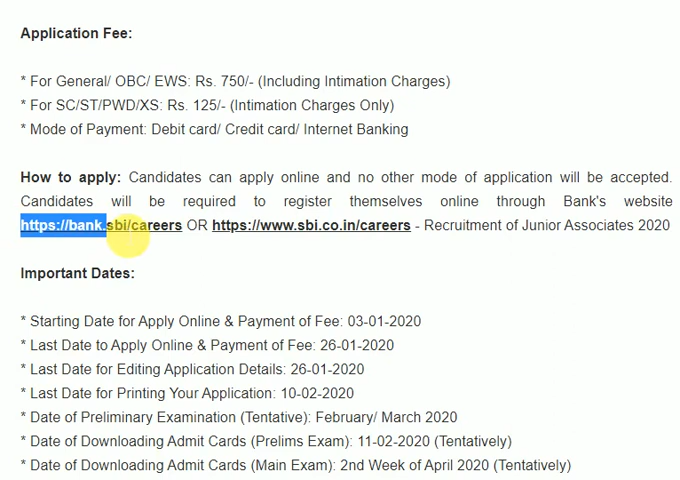 Application Fee:
* For General/ OBC/ EWS: Rs. 750/- (Including Intimation Charges)
* For SC/ST/PWD/XS: Rs. 125/- (Intimation Charges Only)
* Mode of Payment: Debit card/ Credit card/ Internet Banking
How to apply: Candidates can apply online and no other mode of application will be accepted.
Candidates will be required to register themselves online through Bank's website
https://bank.sbi/careers OR https://www.sbi.co.in/careers - Recruitment of Junior Associates 2020
Important Dates:
* Starting Date for Apply Online & Payment of Fee: 03-01-2020
* Last Date to Apply Online & Payment of Fee: 26-01-2020
* Last Date for Editing Application Details: 26-01-2020
* Last Date for Printing Your Application: 10-02-2020
* Date of Preliminary Examination (Tentative): February/ March 2020
* Date of Downloading Admit Cards (Prelims Exam): 11-02-2020 (Tentatively)
* Date of Downloading Admit Cards (Main Exam): 2nd Week of April 2020 (Tentatively)